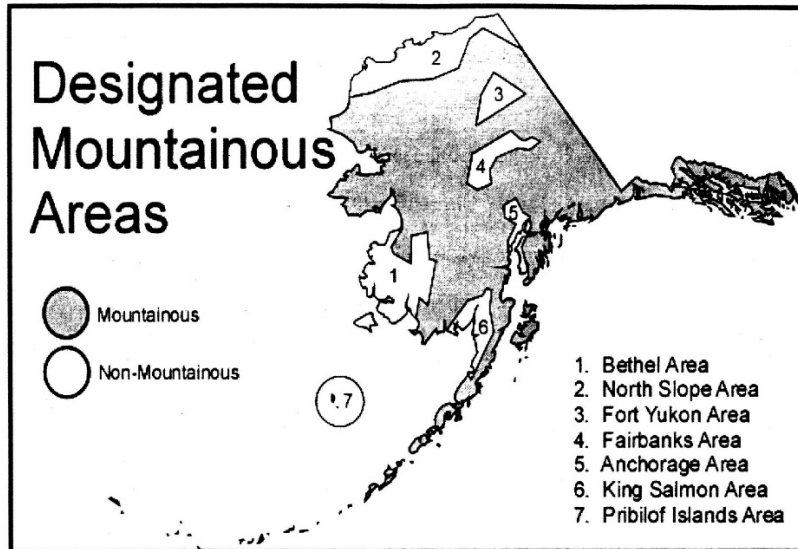 Designated
Mountainous
Areas
Mountainous
Non-Mountainous
2
3
4
5
1
6
7
1. Bethel Area
2. North Slope Area
3. Fort Yukon Area
4. Fairbanks Area
5. Anchorage Area
6. King Salmon Area
7. Pribilof Islands Area